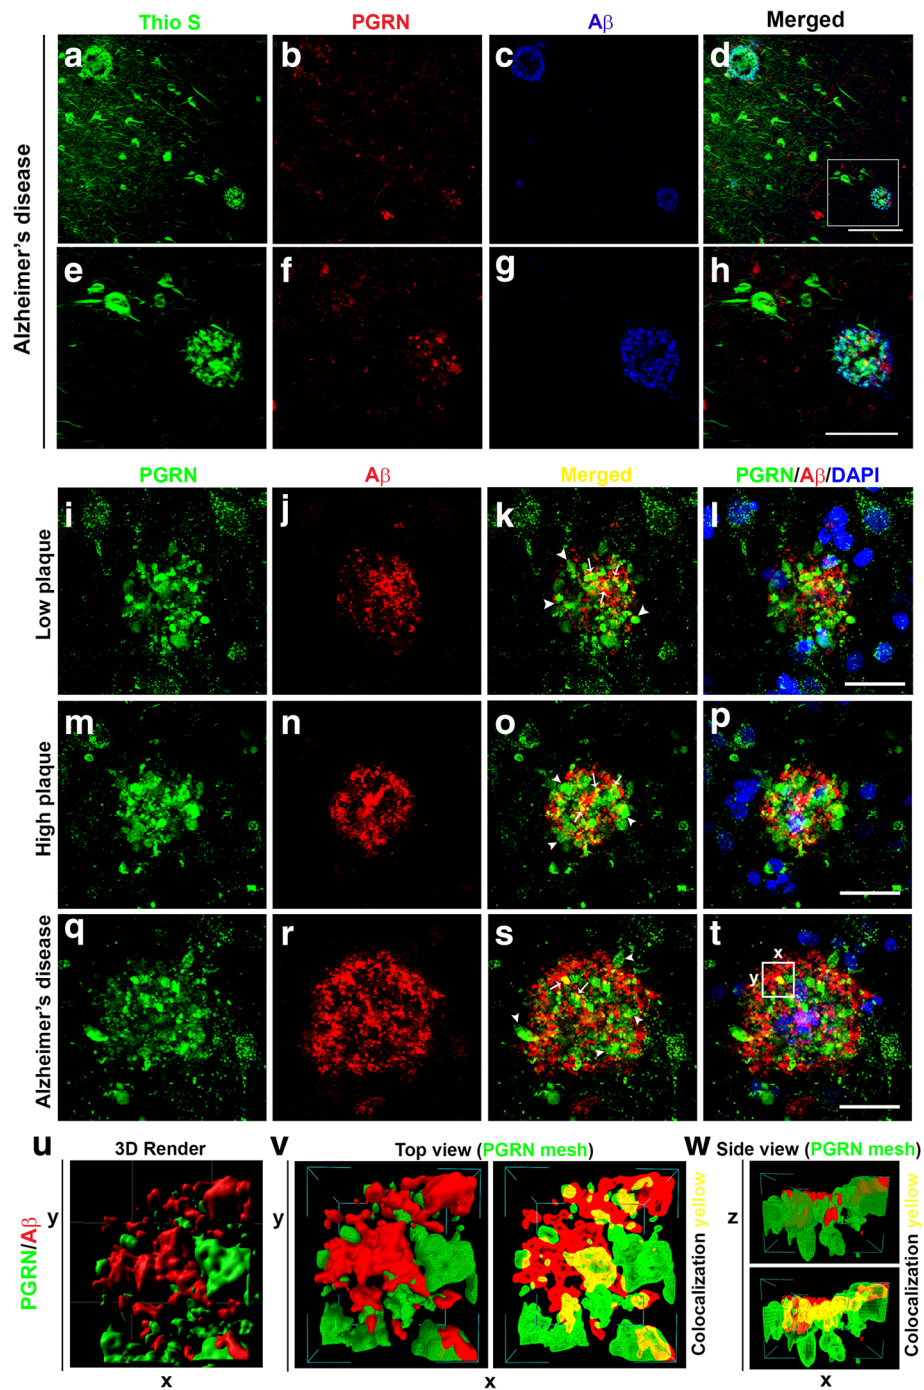 Thio S PGRN Aβ Merged
Alzheimer's disease
a b c d
e f g h
PGRN Aβ Merged PGRN/Aβ/DAPI
Low plaque
i j k l
High plaque
m n o p
Alzheimer's disease
q r s t
x
y
u 3D Render
y
PGRN/Aβ
x
v Top view (PGRN mesh)
y
Colocalization yellow
x
w Side view (PGRN mesh)
z
Colocalization yellow
x